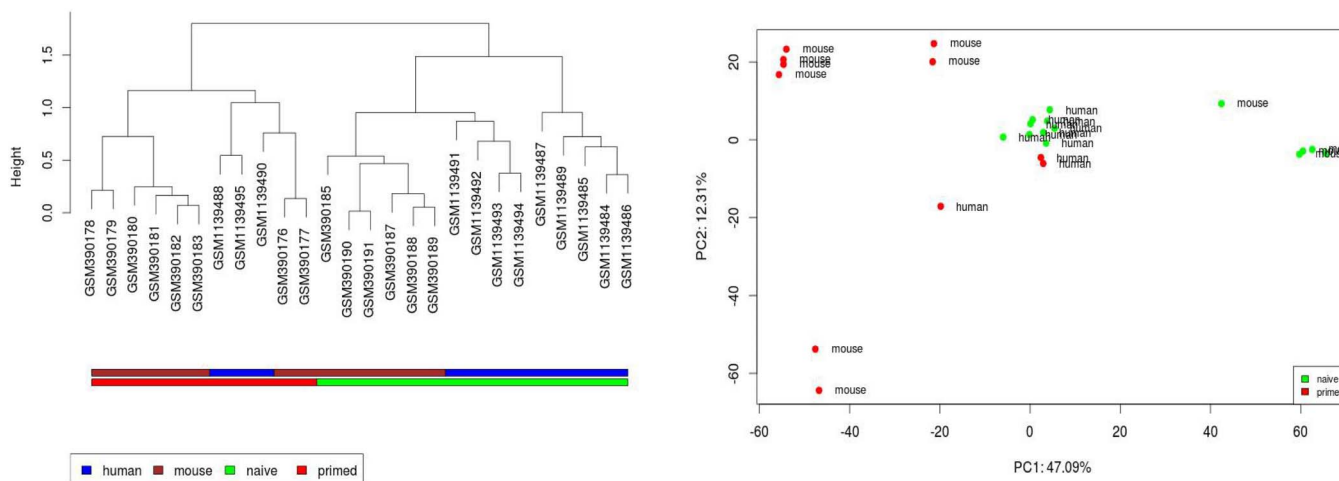 Height
0.0
0.5
1.0
1.5
GSM390178
GSM390179
GSM390180
GSM390181
GSM390182
GSM390183
GSM1139488
GSM1139495
GSM1139490
GSM390176
GSM390177
GSM390185
GSM390190
GSM390191
GSM390187
GSM390188
GSM390189
GSM1139491
GSM1139492
GSM1139493
GSM1139494
GSM1139487
GSM1139489
GSM1139485
GSM1139484
GSM1139486
human mouse naive primed
PC2: 12.31%
20
0
-20
-40
-60
mouse
mouse
mouse
mouse
mouse
mouse
mouse
human
human
human
human
human
human
human
human
human
human
mouse
mouse
mouse
-60 -40 -20 0 20 40 60
PC1: 47.09%
naive
primed